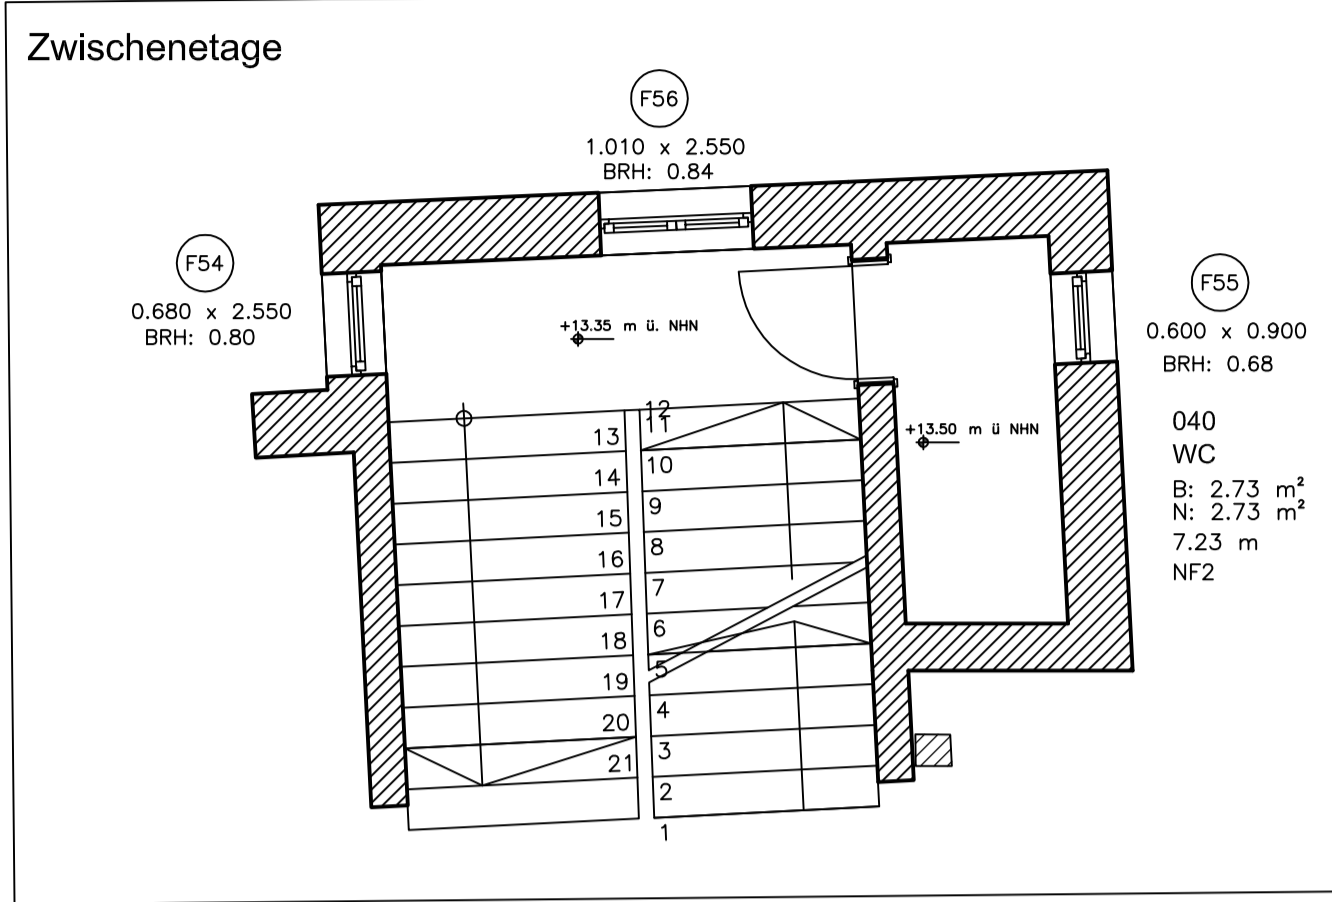 Zwischenetage
F56
1.010 x 2.550
BRH: 0.84
F54
0.680 x 2.550
BRH: 0.80
F55
0.600 x 0.900
BRH: 0.68
+13.35 m ü. NHN
+13.50 m ü NHN
040
WC
B: 2.73 m²
N: 2.73 m²
7.23 m
NF2
12
11
13
10
14
9
15
8
16
7
17
6
18
5
19
4
20
3
21
2
1